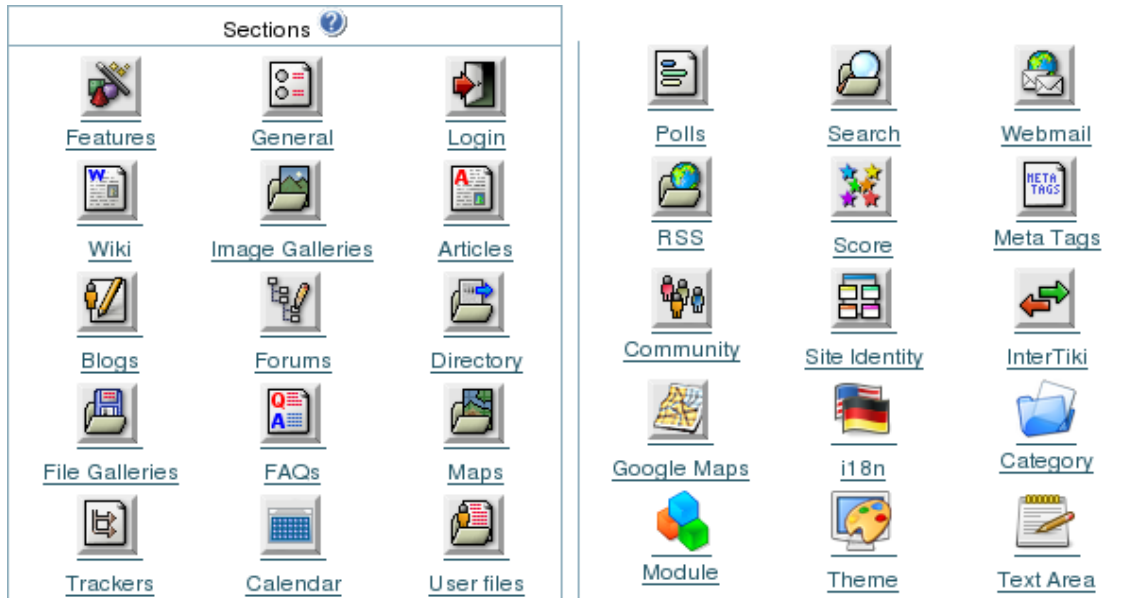 Sections ?
Features General Login
Wiki Image Galleries Articles
Blogs Forums Directory
File Galleries FAQs Maps
Trackers Calendar User files
Polls Search Webmail
RSS Score Meta Tags
META
TAGS
Community Site Identity InterTiki
Google Maps i18n Category
Module Theme Text Area
W
A
Q
A